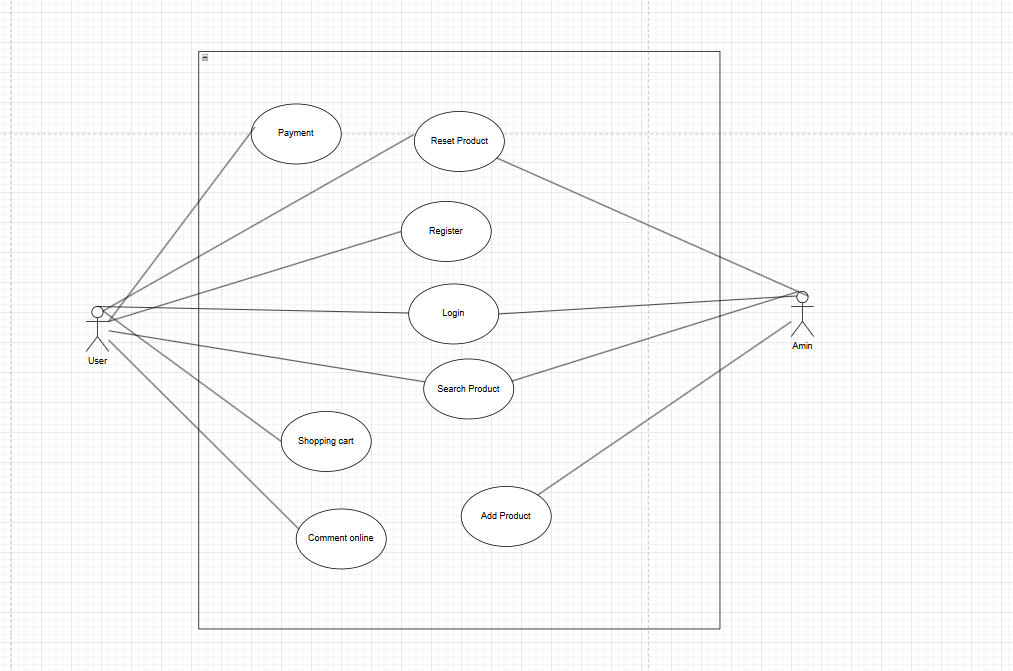 Payment
Reset Product
Register
Login
User
Amin
Search Product
Shopping cart
Add Product
Comment online